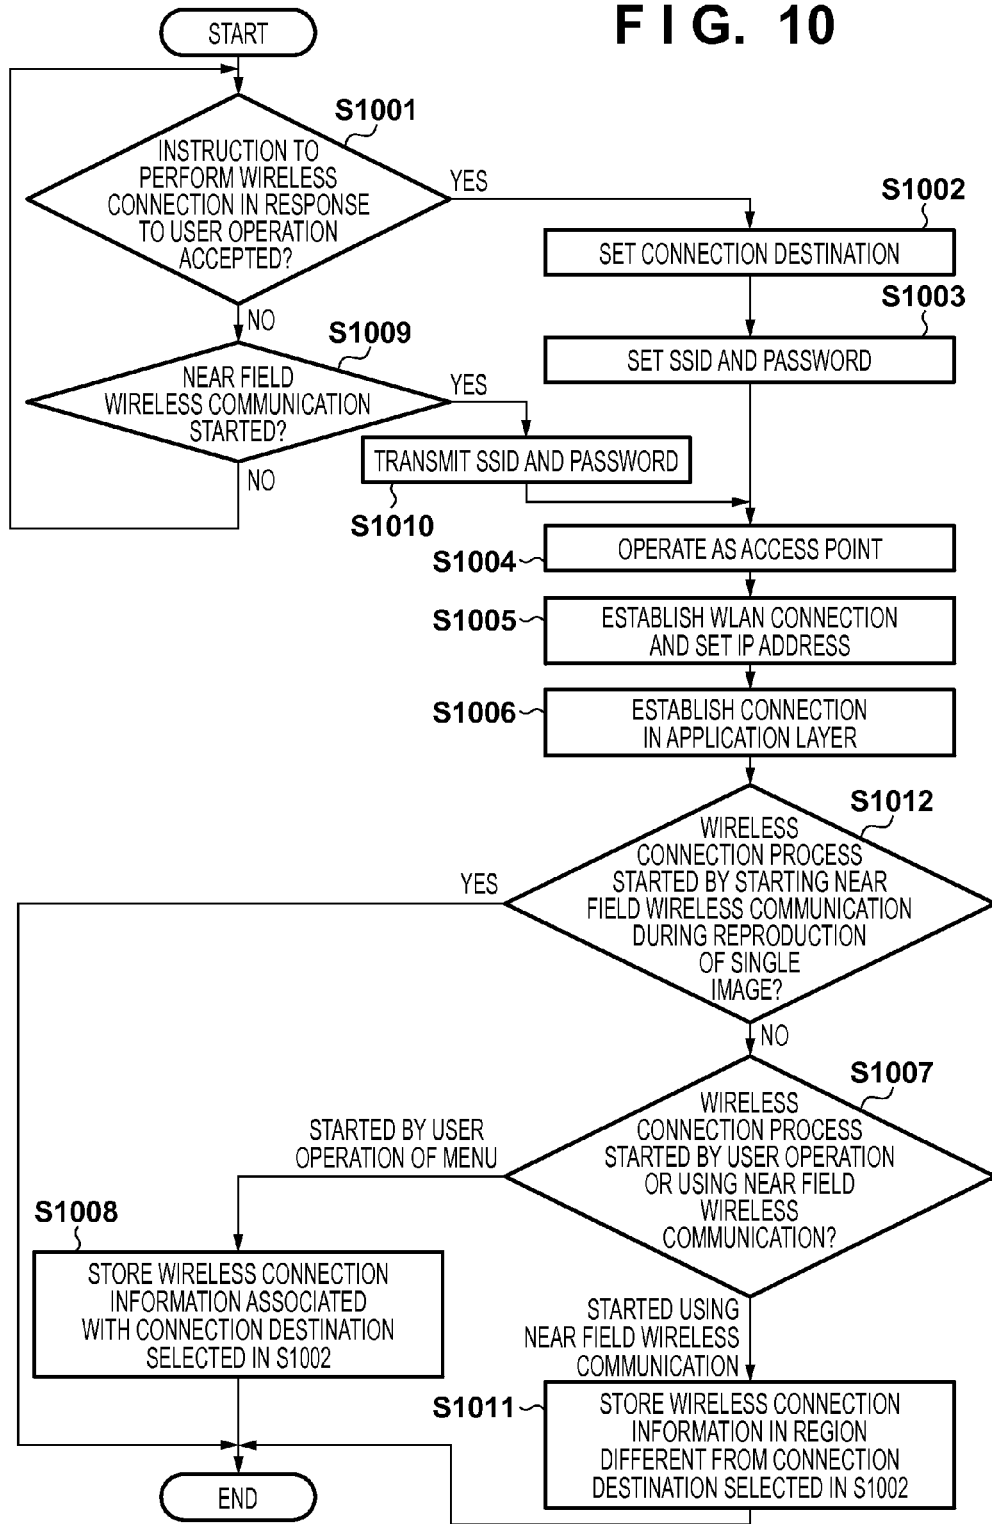 FIG. 10
START
S1001
INSTRUCTION TO
PERFORM WIRELESS
CONNECTION IN RESPONSE
TO USER OPERATION
ACCEPTED?
YES
S1002
SET CONNECTION DESTINATION
S1003
SET SSID AND PASSWORD
NO
S1009
NEAR FIELD
WIRELESS COMMUNICATION
STARTED?
YES
TRANSMIT SSID AND PASSWORD
S1010
NO
S1004
OPERATE AS ACCESS POINT
S1005
ESTABLISH WLAN CONNECTION
AND SET IP ADDRESS
S1006
ESTABLISH CONNECTION
IN APPLICATION LAYER
S1012
WIRELESS
CONNECTION PROCESS
STARTED BY STARTING NEAR
FIELD WIRELESS COMMUNICATION
DURING REPRODUCTION
OF SINGLE
IMAGE?
YES
NO
S1007
WIRELESS
CONNECTION PROCESS
STARTED BY USER OPERATION
OR USING NEAR FIELD
WIRELESS
COMMUNICATION?
STARTED BY USER
OPERATION OF MENU
S1008
STORE WIRELESS CONNECTION
INFORMATION ASSOCIATED
WITH CONNECTION DESTINATION
SELECTED IN S1002
STARTED USING
NEAR FIELD WIRELESS
COMMUNICATION
S1011
STORE WIRELESS CONNECTION
INFORMATION IN REGION
DIFFERENT FROM CONNECTION
DESTINATION SELECTED IN S1002
END